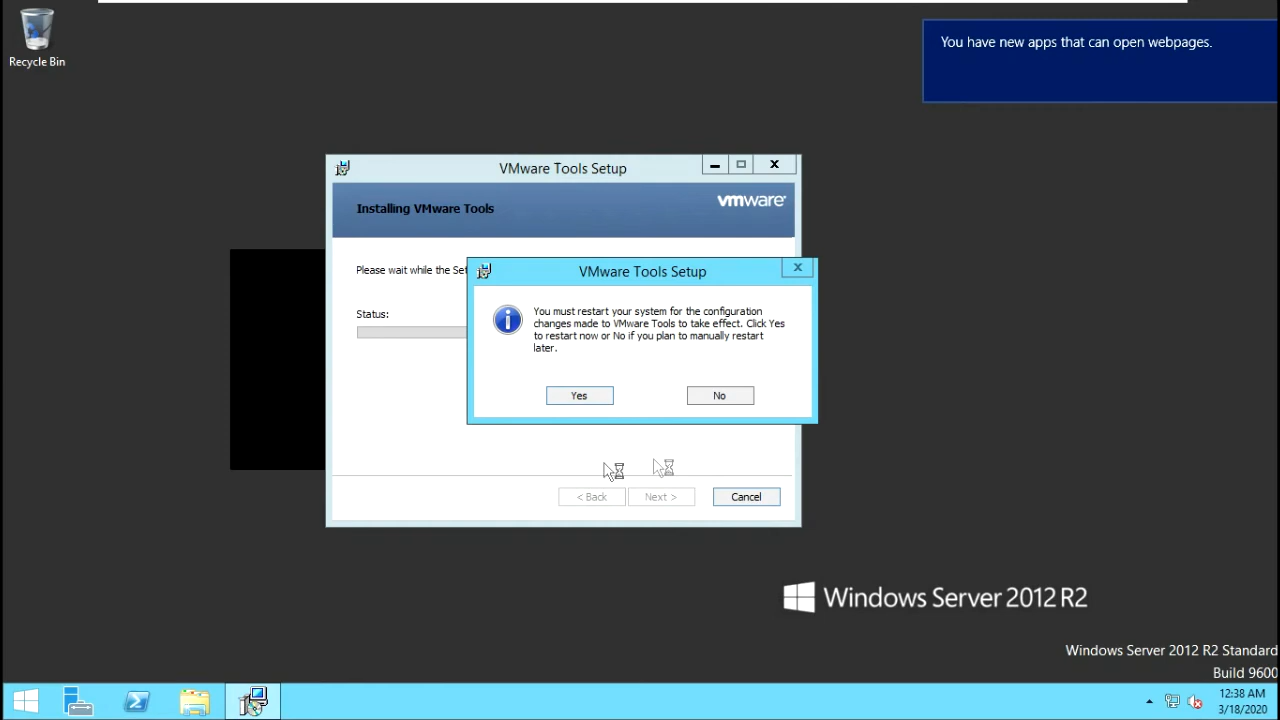 Recycle Bin
You have new apps that can open webpages.
VMware Tools Setup
Installing VMware Tools
vmware
Please wait while the Set
Status:
VMware Tools Setup
You must restart your system for the configuration
changes made to VMware Tools to take effect. Click Yes
to restart now or No if you plan to manually restart
later.
Yes
No
< Back
Next >
Cancel
Windows Server 2012 R2
Windows Server 2012 R2 Standard
Build 9600
12:38 AM
3/18/2020